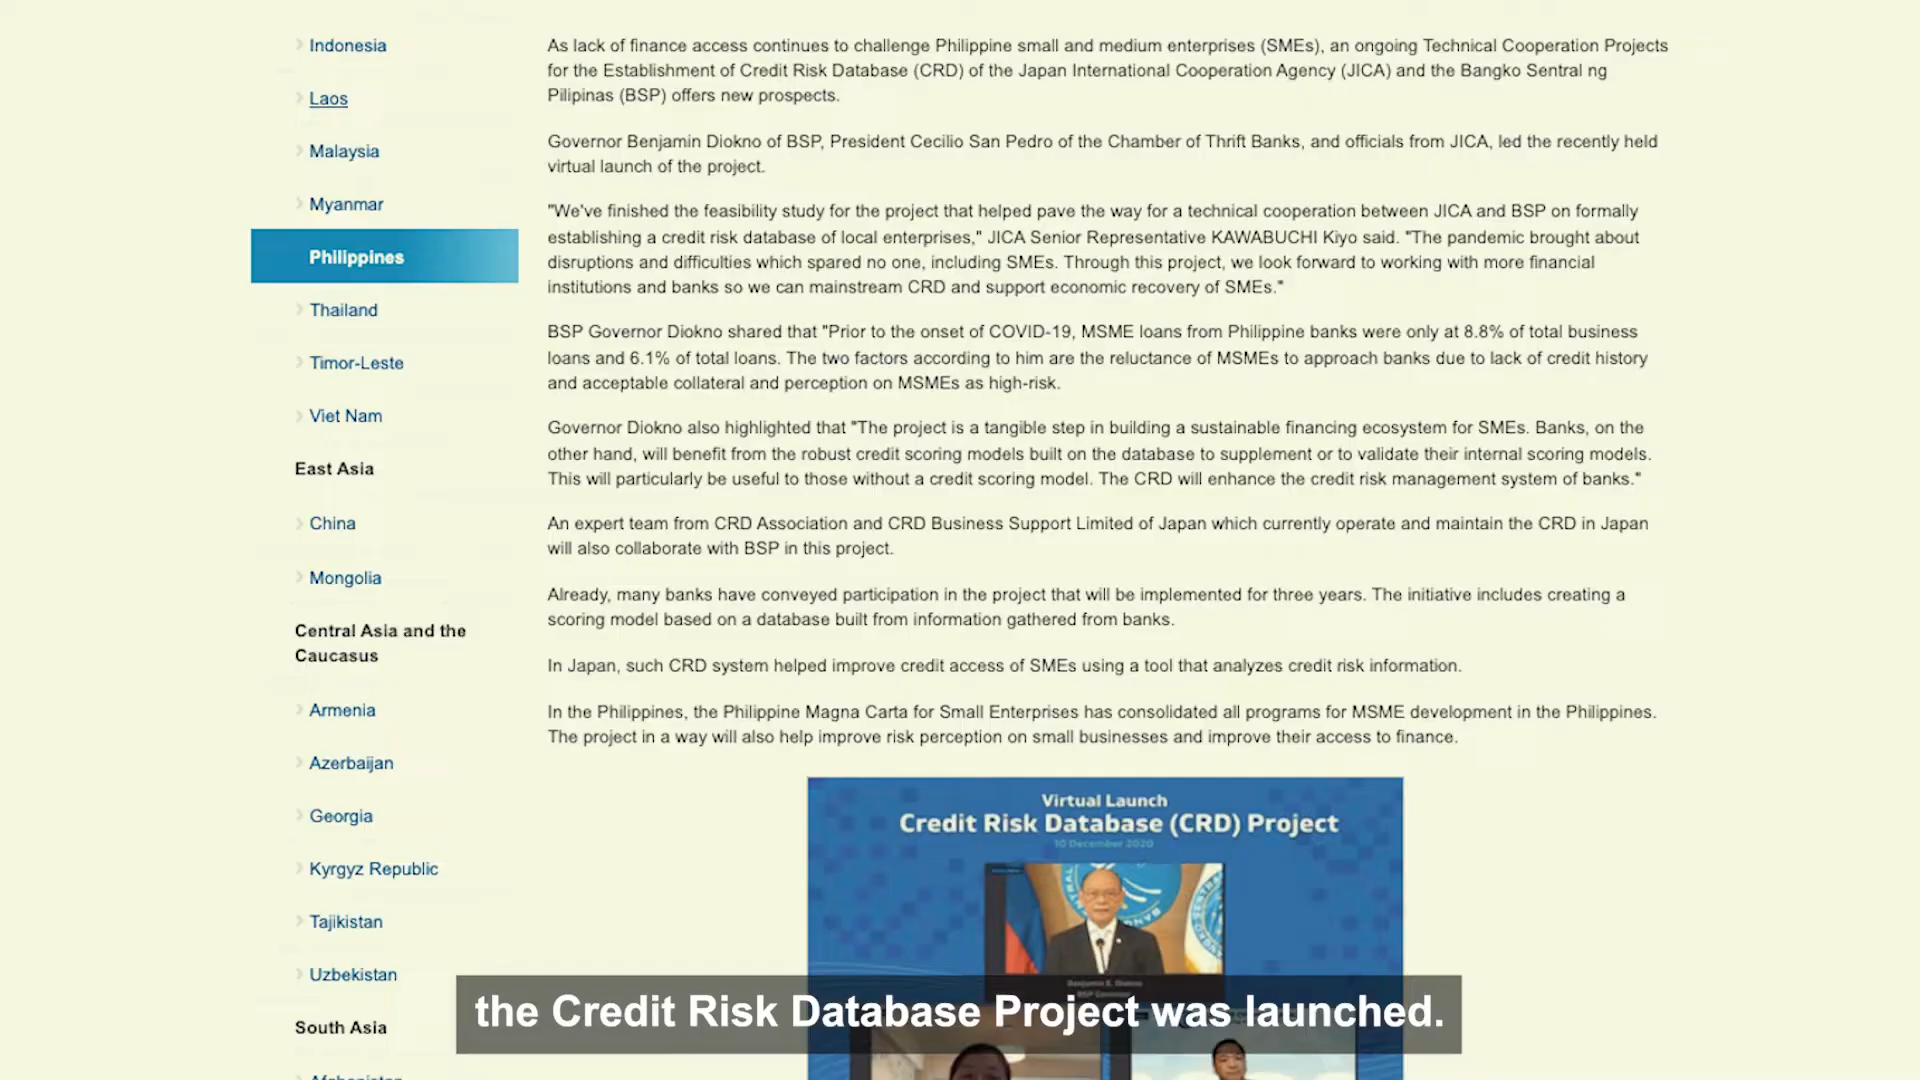 Indonesia
Laos
Malaysia
Myanmar
Philippines
Thailand
Timor-Leste
Viet Nam
East Asia
China
Mongolia
Central Asia and the
Caucasus
Armenia
Azerbaijan
Georgia
Kyrgyz Republic
Tajikistan
Uzbekistan
South Asia
Afghanistan
As lack of finance access continues to challenge Philippine small and medium enterprises (SMEs), an ongoing Technical Cooperation Projects
for the Establishment of Credit Risk Database (CRD) of the Japan International Cooperation Agency (JICA) and the Bangko Sentral ng
Pilipinas (BSP) offers new prospects.
Governor Benjamin Diokno of BSP, President Cecilio San Pedro of the Chamber of Thrift Banks, and officials from JICA, led the recently held
virtual launch of the project.
"We've finished the feasibility study for the project that helped pave the way for a technical cooperation between JICA and BSP on formally
establishing a credit risk database of local enterprises," JICA Senior Representative KAWABUCHI Kiyo said. "The pandemic brought about
disruptions and difficulties which spared no one, including SMEs. Through this project, we look forward to working with more financial
institutions and banks so we can mainstream CRD and support economic recovery of SMEs."
BSP Governor Diokno shared that "Prior to the onset of COVID-19, MSME loans from Philippine banks were only at 8.8% of total business
loans and 6.1% of total loans. The two factors according to him are the reluctance of MSMEs to approach banks due to lack of credit history
and acceptable collateral and perception on MSMEs as high-risk.
Governor Diokno also highlighted that "The project is a tangible step in building a sustainable financing ecosystem for SMEs. Banks, on the
other hand, will benefit from the robust credit scoring models built on the database to supplement or to validate their internal scoring models.
This will particularly be useful to those without a credit scoring model. The CRD will enhance the credit risk management system of banks."
An expert team from CRD Association and CRD Business Support Limited of Japan which currently operate and maintain the CRD in Japan
will also collaborate with BSP in this project.
Already, many banks have conveyed participation in the project that will be implemented for three years. The initiative includes creating a
scoring model based on a database built from information gathered from banks.
In Japan, such CRD system helped improve credit access of SMEs using a tool that analyzes credit risk information.
In the Philippines, the Philippine Magna Carta for Small Enterprises has consolidated all programs for MSME development in the Philippines.
The project in a way will also help improve risk perception on small businesses and improve their access to finance.
Virtual Launch
Credit Risk Database (CRD) Project
10 December 2020
the Credit Risk Database Project was launched.